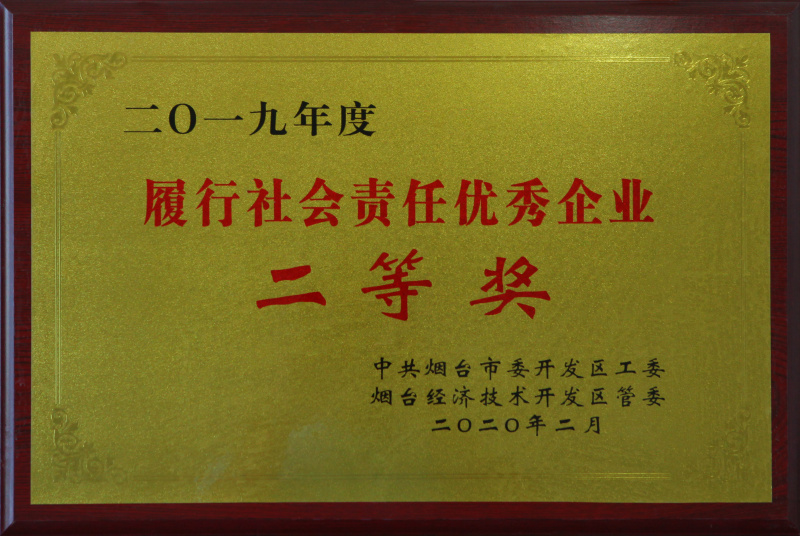 二〇一九年度
履行社会责任优秀企业
二等奖
中共烟台市委开发区工委
烟台经济技术开发区管委
二〇二〇年二月